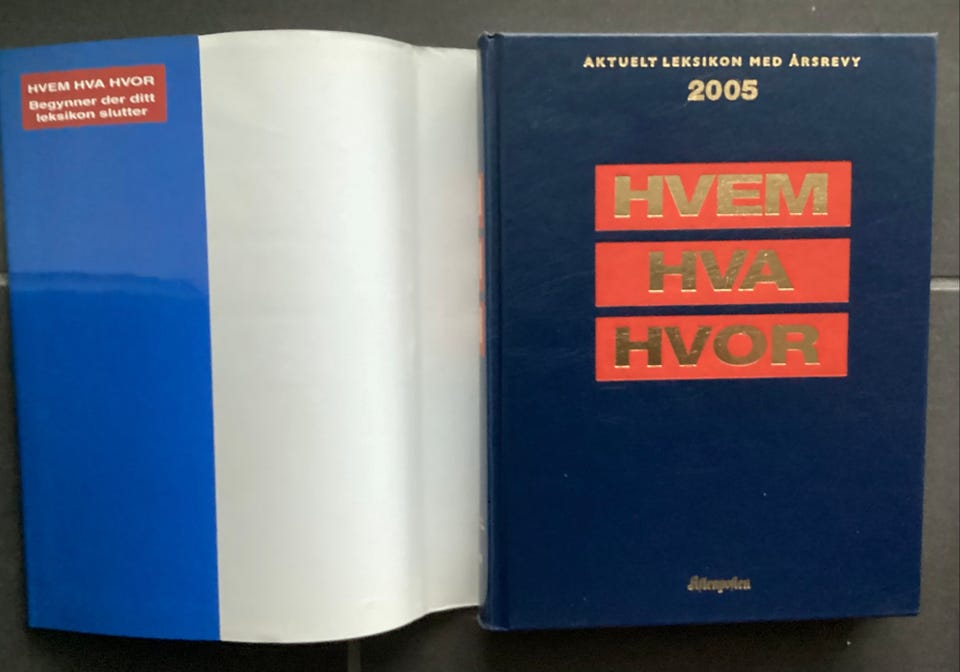 HVEM HVA HVOR
Begynner der ditt
leksikon slutter
AKTUELT LEKSIKON MED ÅRSREVY
2005
HVEM
HVA
HVOR
Aftenposten